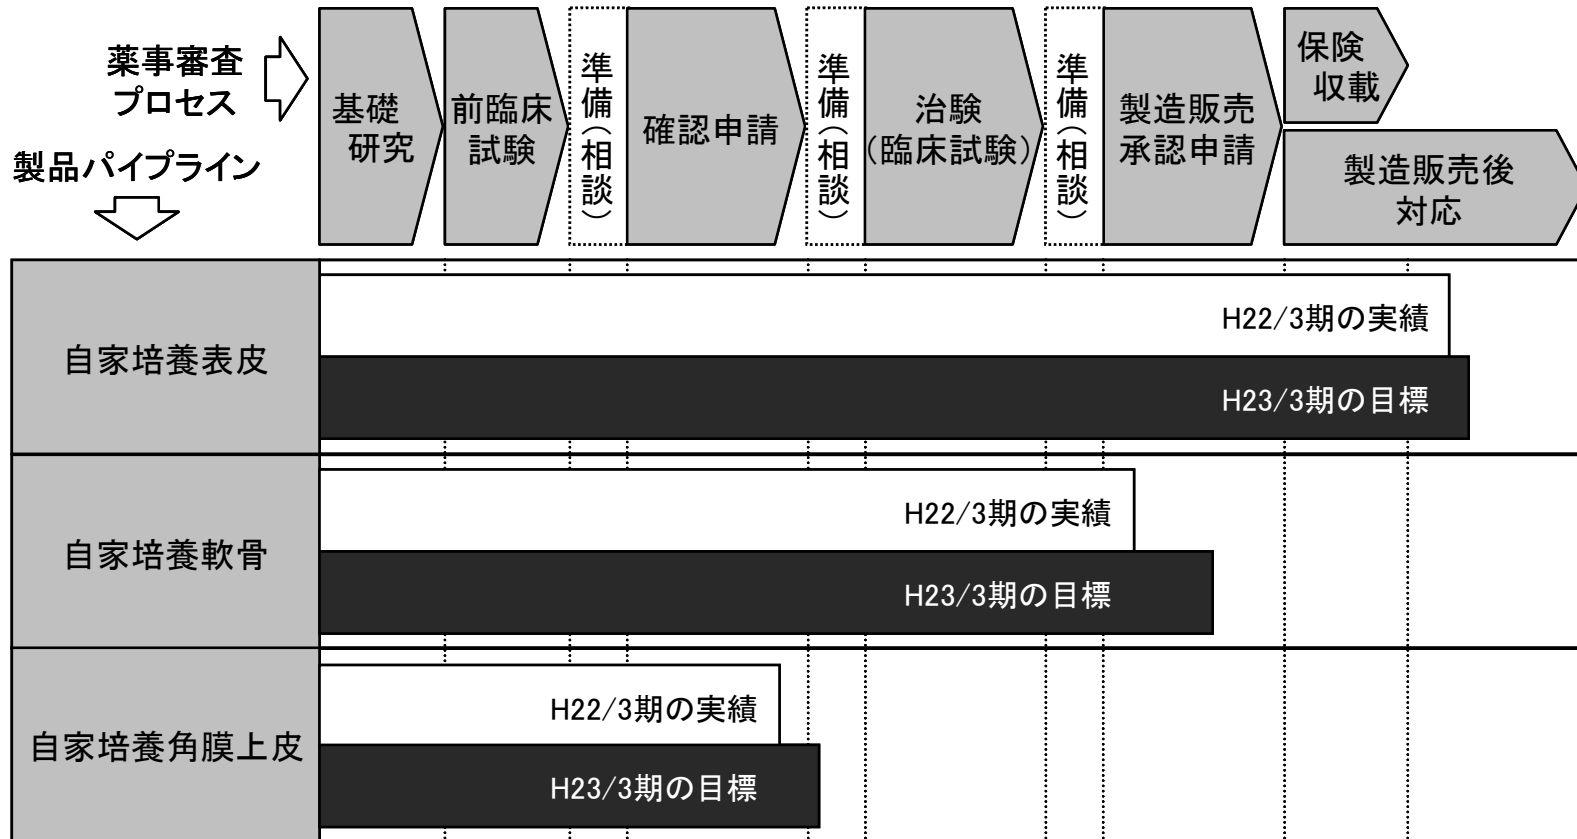 薬事審査
プロセス
製品パイプライン
基礎
研究
前臨床
試験
準備（相談）
確認申請
準備（相談）
治験
（臨床試験）
準備（相談）
製造販売
承認申請
保険
収載
製造販売後
対応
自家培養表皮
H22/3期の実績
H23/3期の目標
自家培養軟骨
H22/3期の実績
H23/3期の目標
自家培養角膜上皮
H22/3期の実績
H23/3期の目標